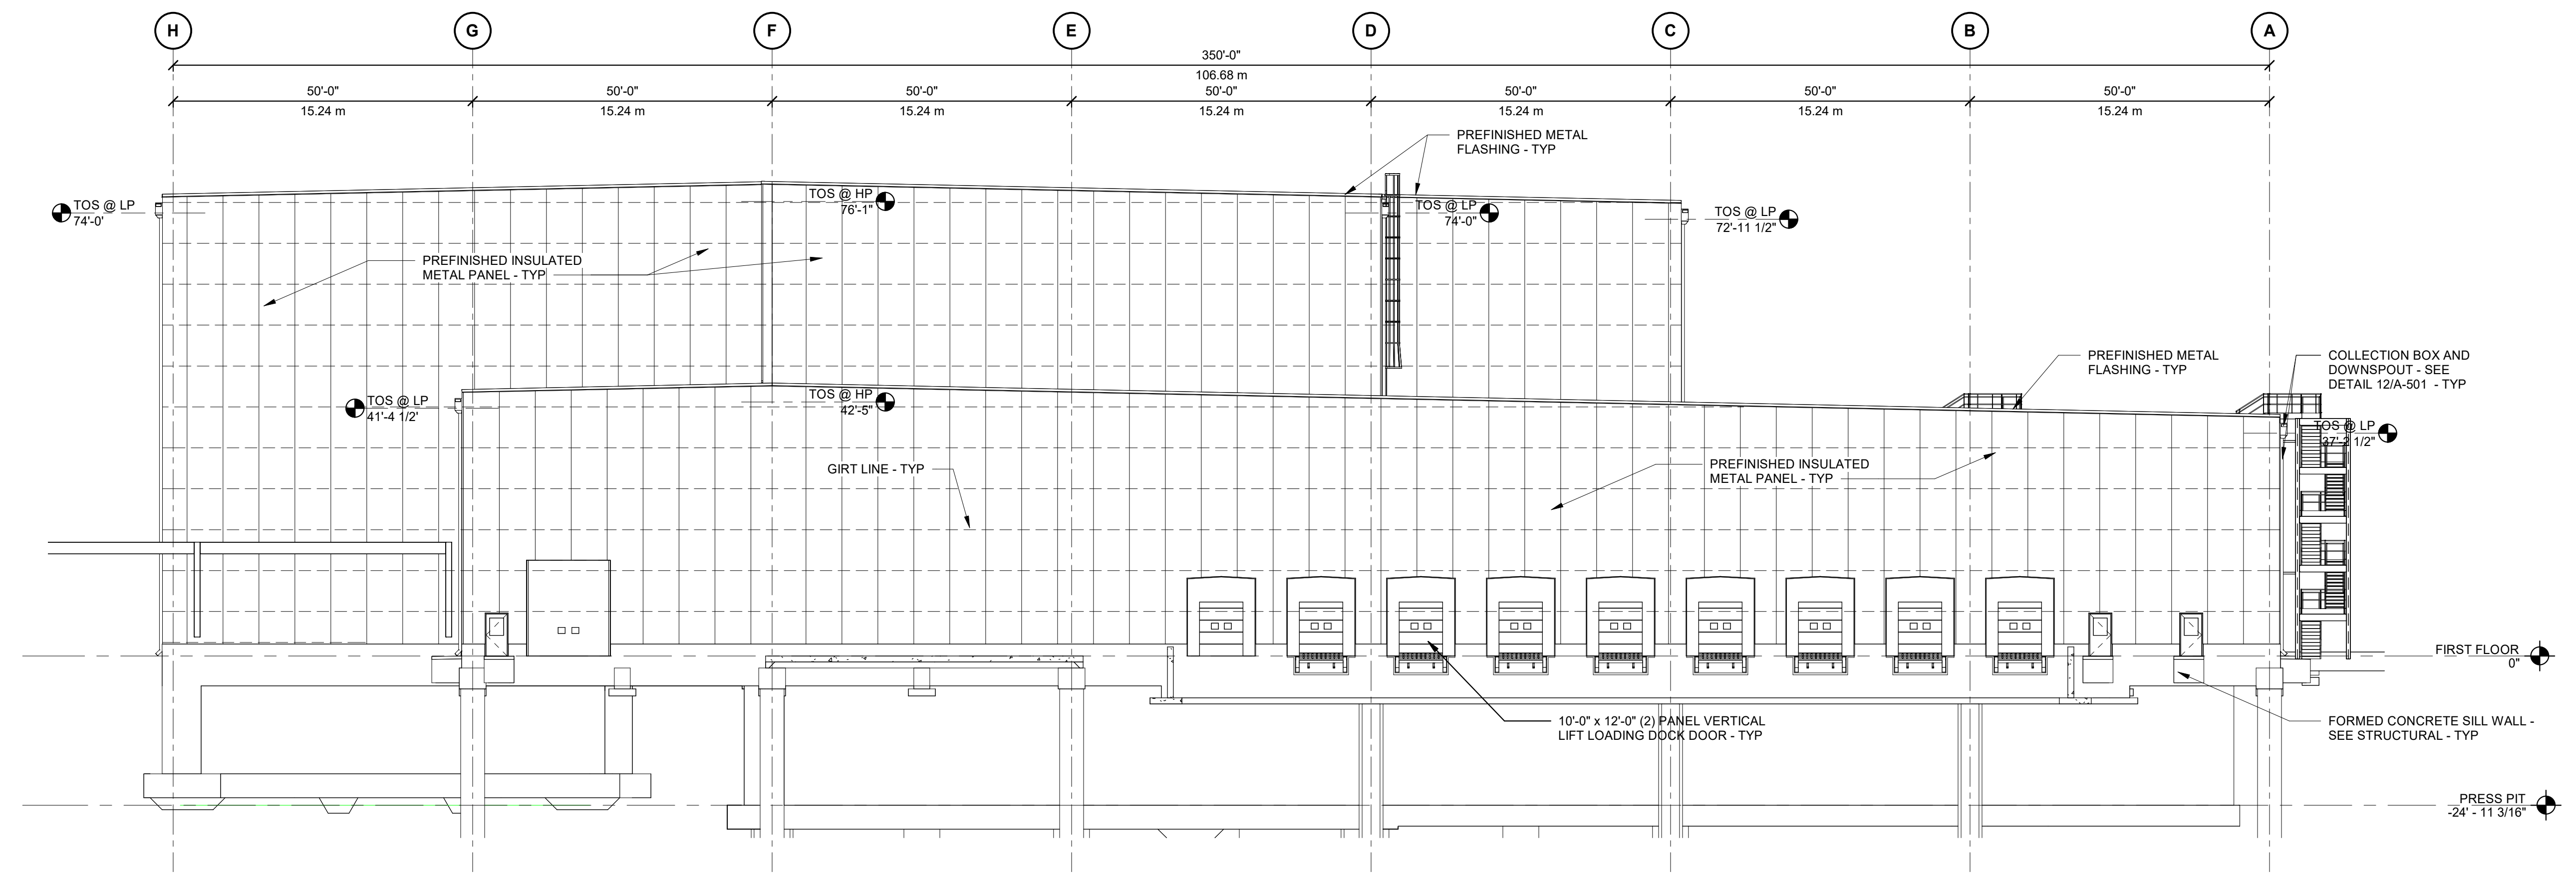 H G F E D C B A
350'-0"
106.68 m
50'-0" 50'-0" 50'-0" 50'-0" 50'-0" 50'-0" 50'-0"
15.24 m 15.24 m 15.24 m 15.24 m 15.24 m 15.24 m 15.24 m
PREFINISHED METAL
FLASHING - TYP
TOS @ LP
74'-0'
TOS @ HP
76'-1"
TOS @ LP
74'-0"
TOS @ LP
72'-11 1/2"
PREFINISHED INSULATED
METAL PANEL - TYP
PREFINISHED METAL
FLASHING - TYP
COLLECTION BOX AND
DOWNSPOUT - SEE
DETAIL 12/A-501 - TYP
TOS @ LP
41'-4 1/2'
TOS @ HP
42'-5"
TOS @ LP
37'-2 1/2"
GIRT LINE - TYP
PREFINISHED INSULATED
METAL PANEL - TYP
FIRST FLOOR
0"
10'-0" x 12'-0" (2) PANEL VERTICAL
LIFT LOADING DOCK DOOR - TYP
FORMED CONCRETE SILL WALL -
SEE STRUCTURAL - TYP
PRESS PIT
-24' - 11 3/16"